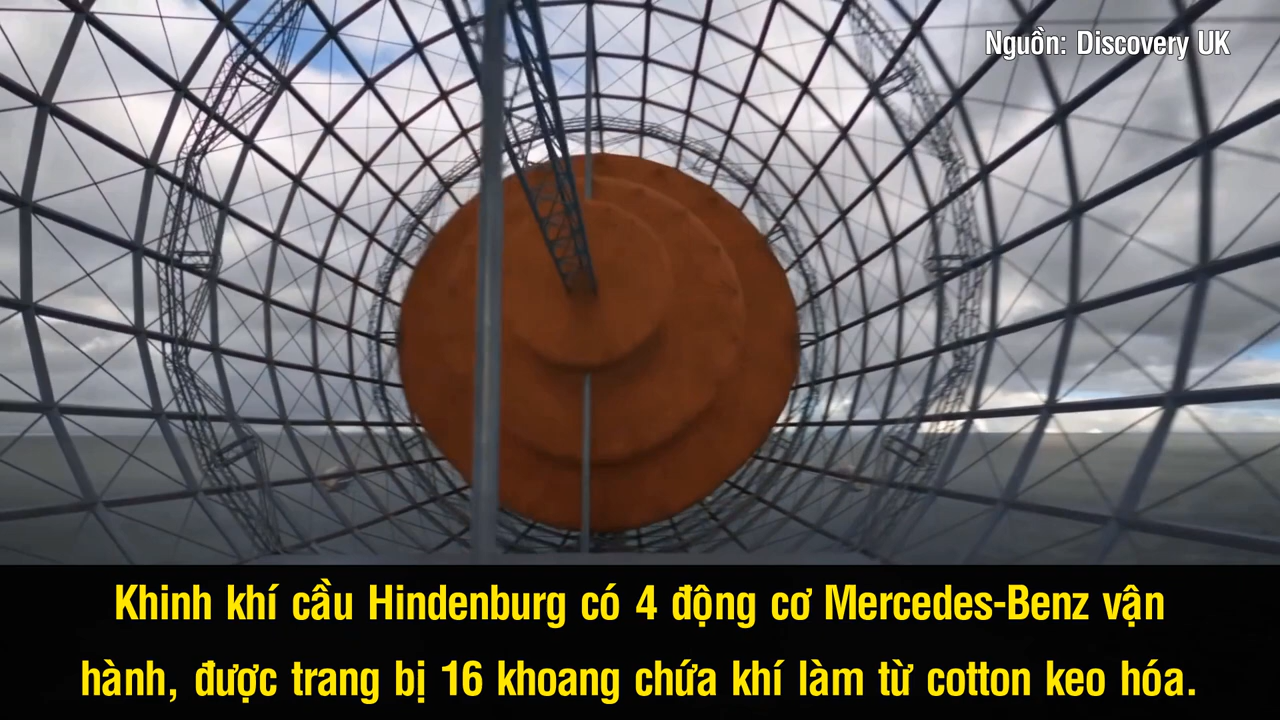 Nguồn: Discovery UK
Khinh khí cầu Hindenburg có 4 động cơ Mercedes-Benz vận
hành, được trang bị 16 khoang chứa khí làm từ cotton keo hóa.